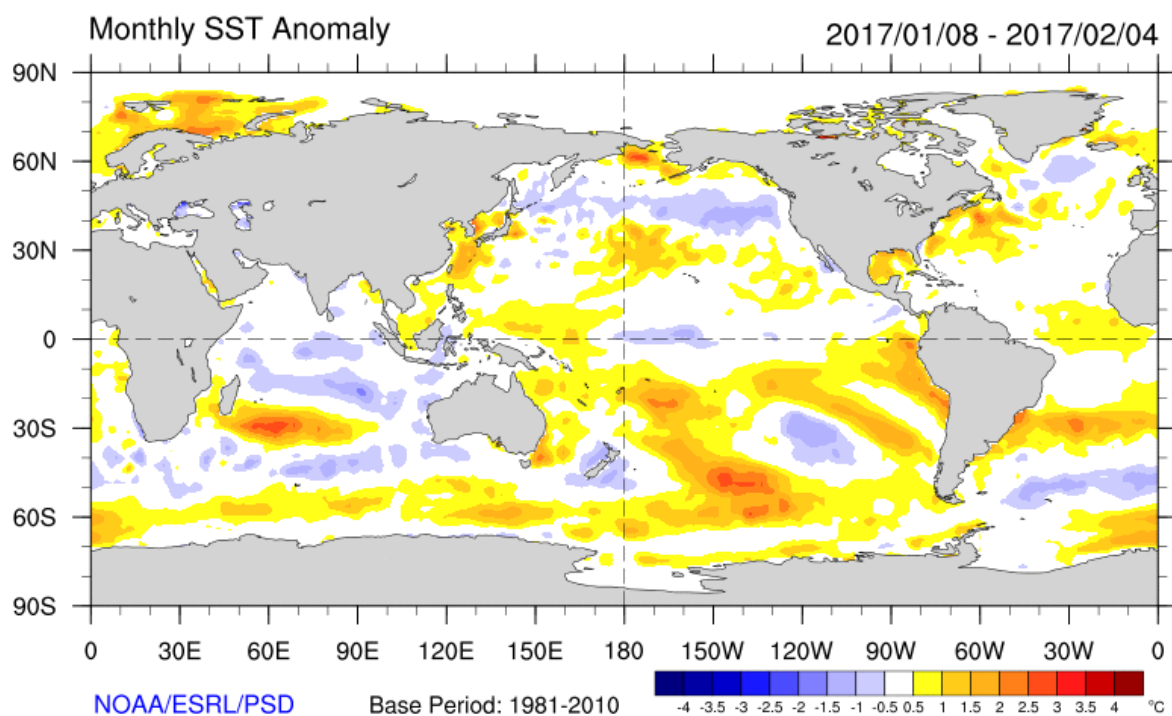 Monthly SST Anomaly 2017/01/08 - 2017/02/04
90N
60N
30N
0
30S
60S
90S
0 30E 60E 90E 120E 150E 180 150W 120W 90W 60W 30W 0
NOAA/ESRL/PSD Base Period: 1981-2010
-4 -3.5 -3 -2.5 -2 -1.5 -1 -0.5 0.5 1 1.5 2 2.5 3 3.5 4 °C